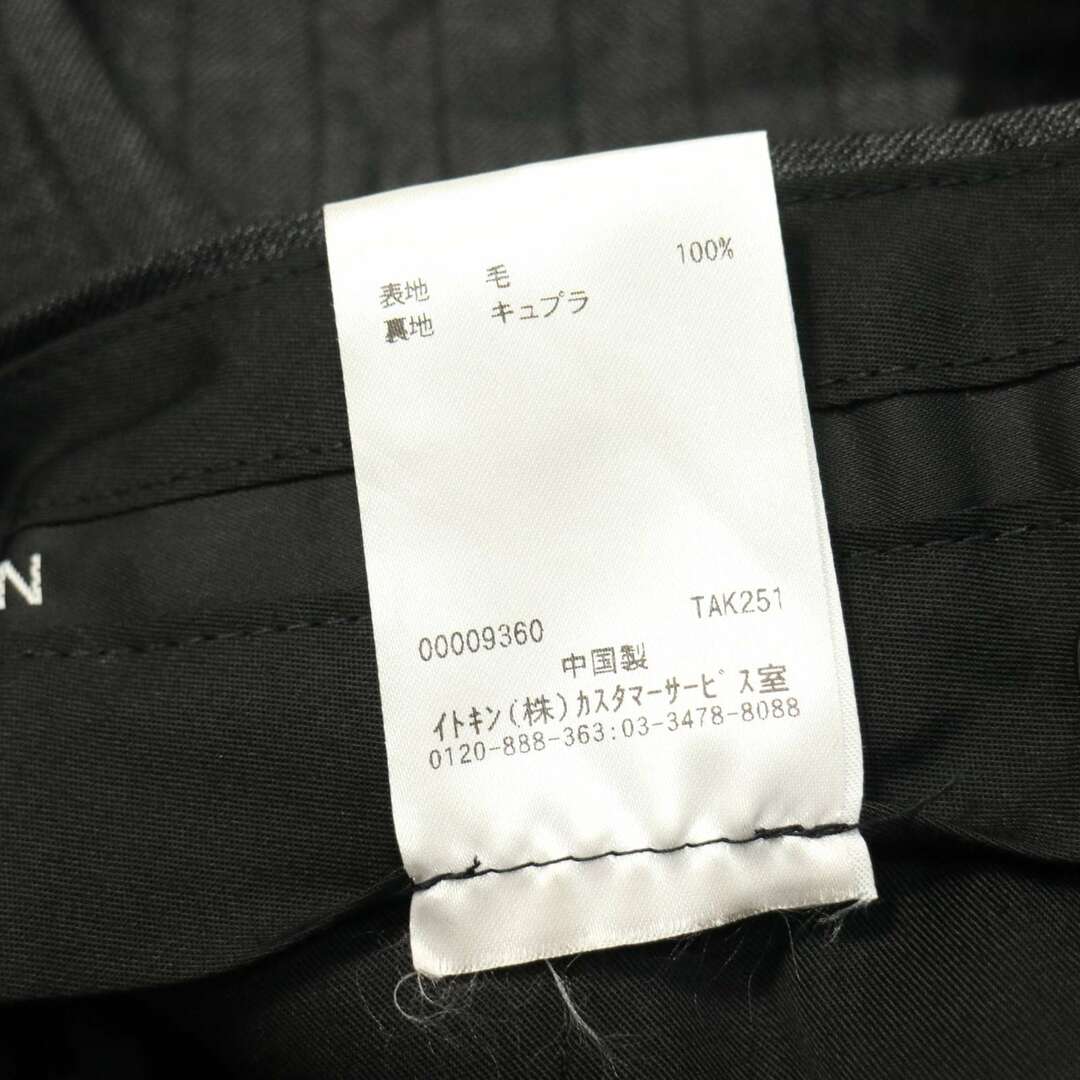 表地 毛 100%
裏地 キュプラ
00009360 TAK251
中国製
イトキン(株)カスタマーサービス室
0120-888-363:03-3478-8088
N